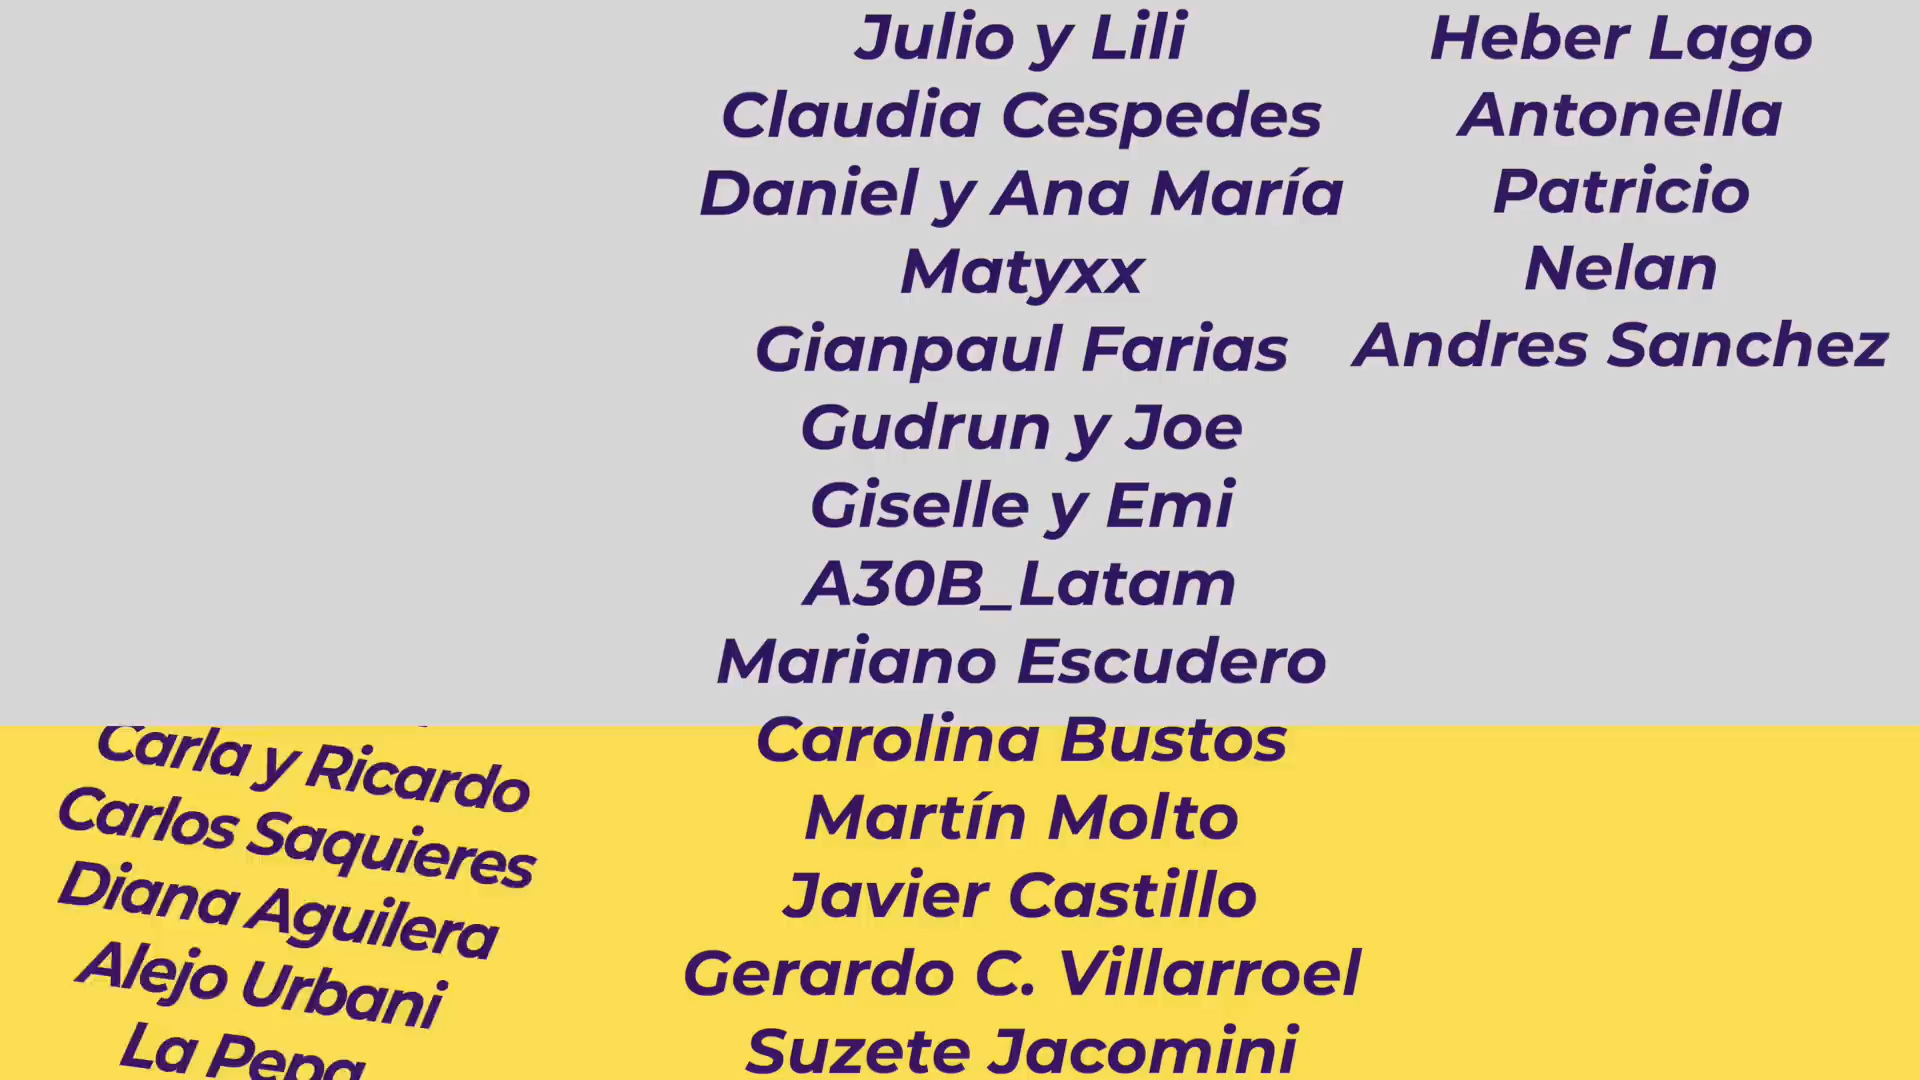 Julio y Lili
Claudia Cespedes
Daniel y Ana María
Matyxx
Gianpaul Farias
Gudrun y Joe
Giselle y Emi
A30B_Latam
Mariano Escudero
Carolina Bustos
Martín Molto
Javier Castillo
Gerardo C. Villarroel
Suzete Jacomini
Heber Lago
Antonella
Patricio
Nelan
Andres Sanchez
Carla y Ricardo
Carlos Saquieres
Diana Aguilera
Alejo Urbani
La Pepa